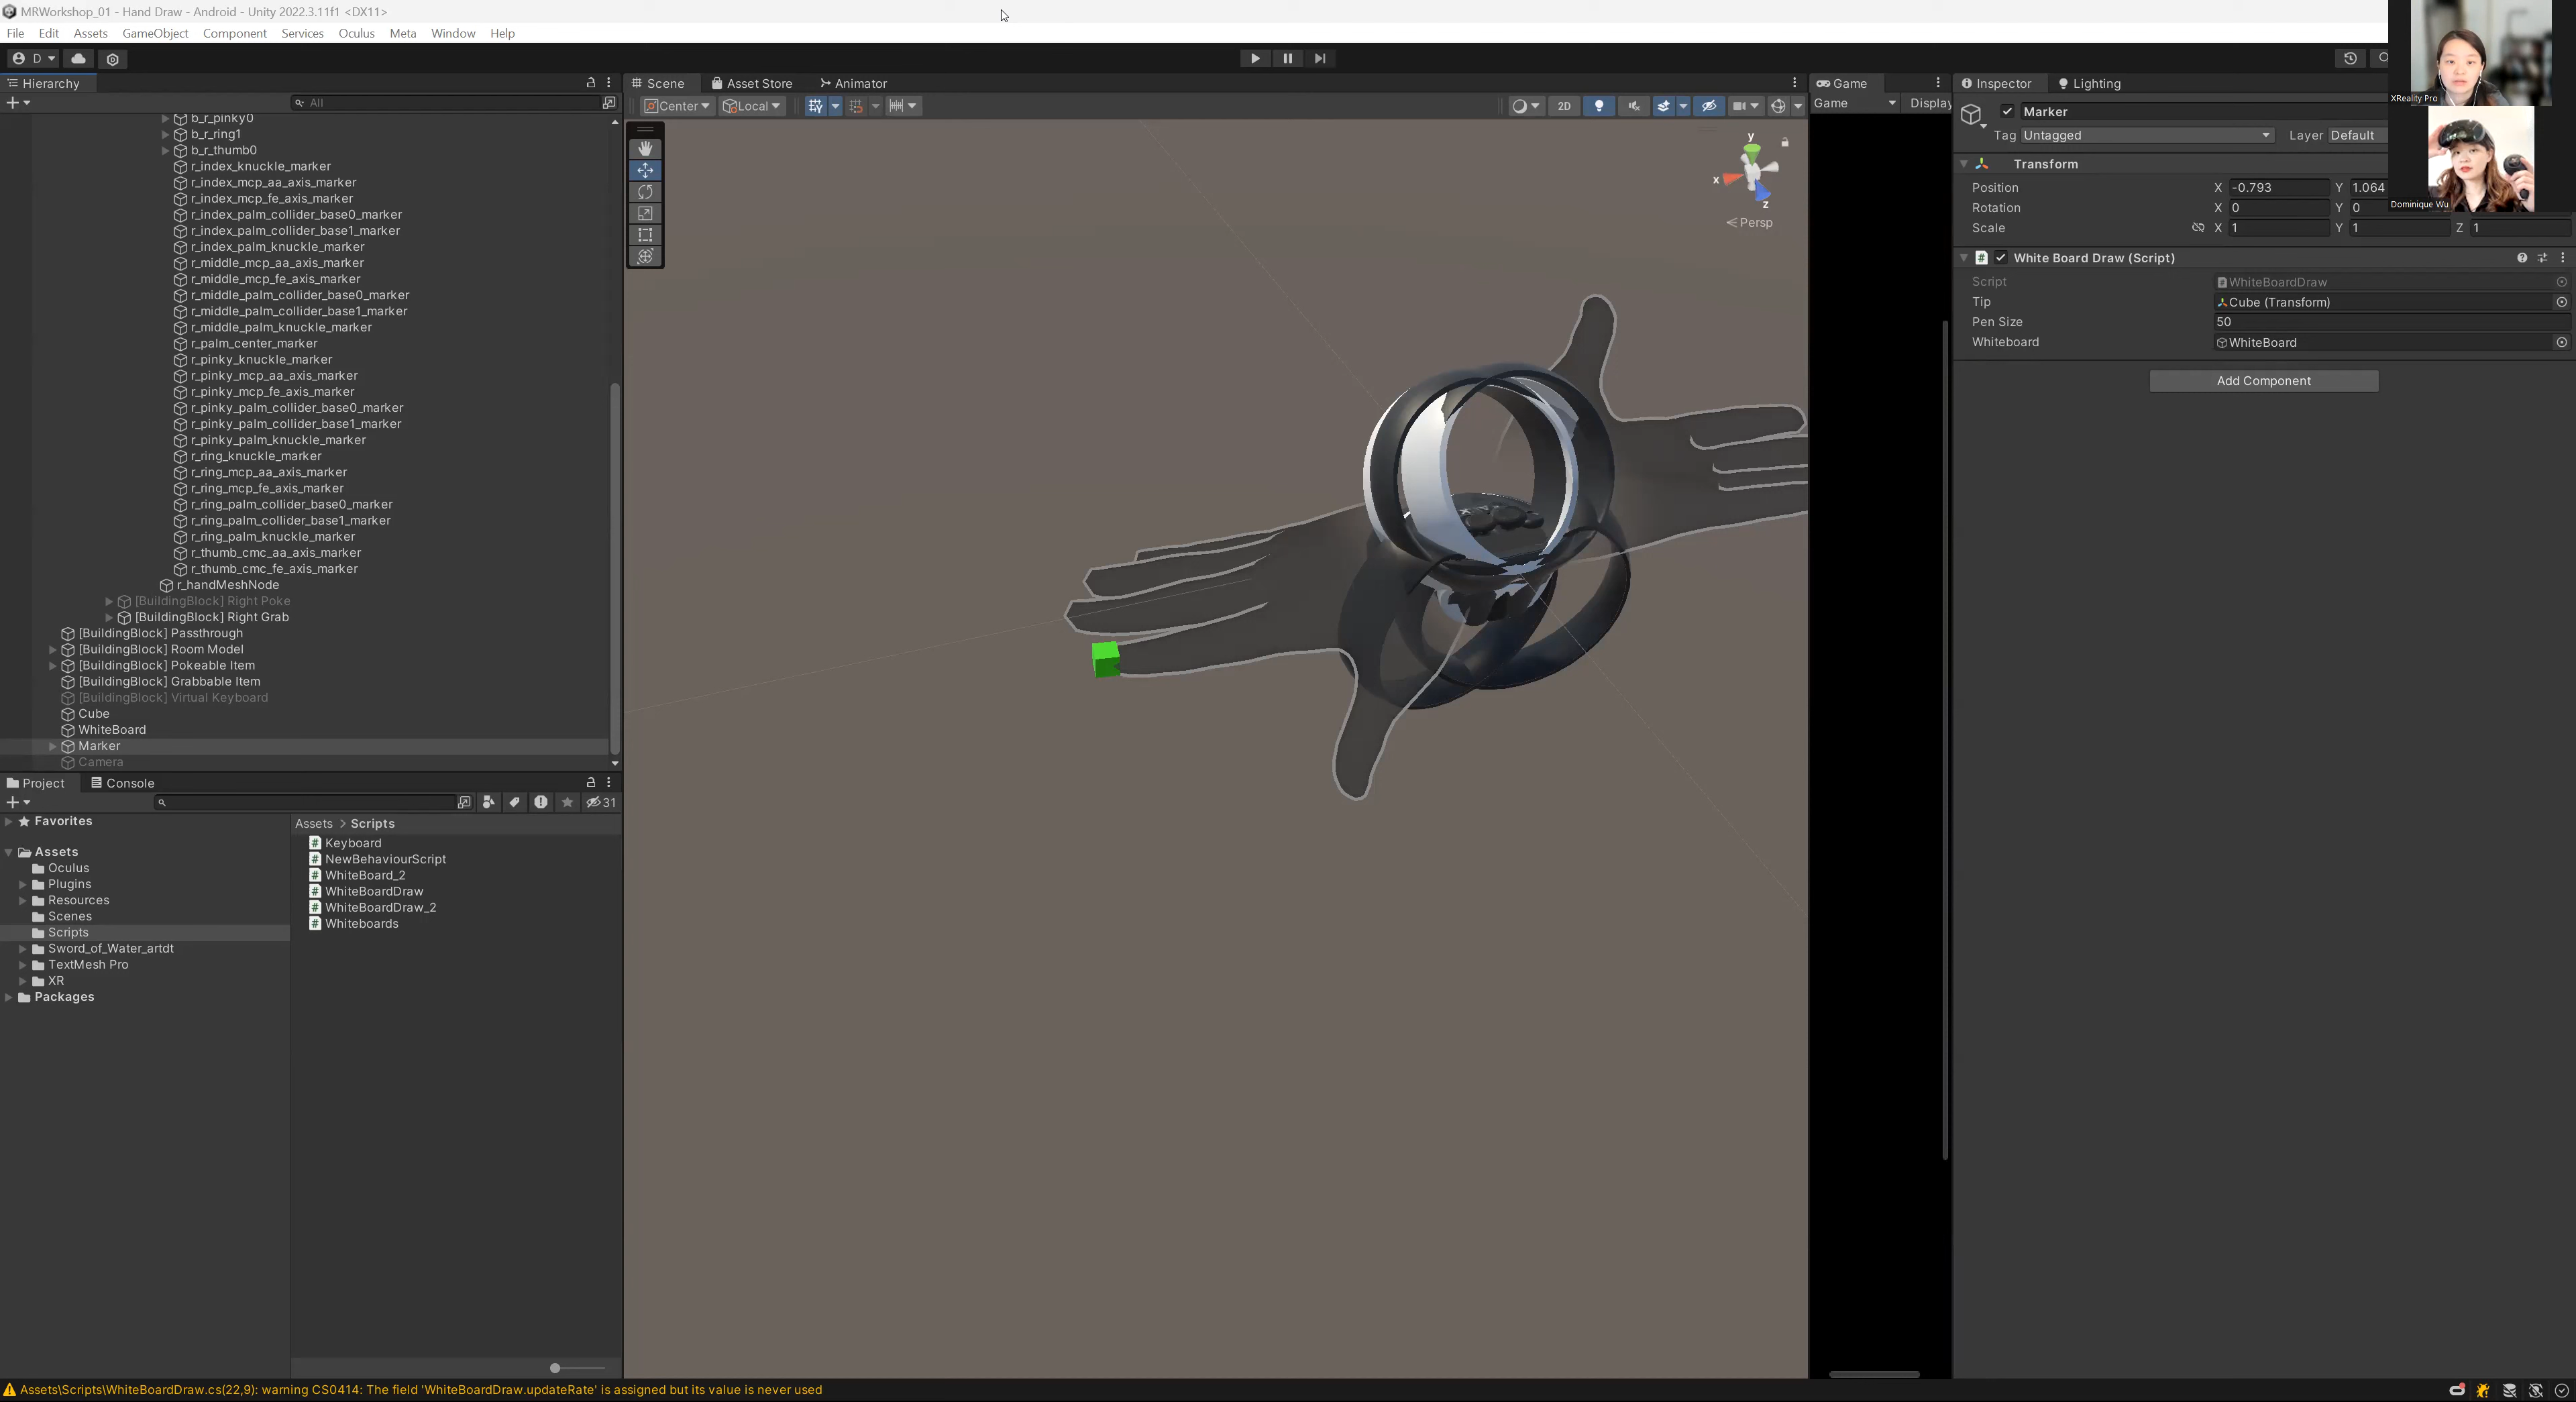 MRWorkshop_01 - Hand Draw - Android - Unity 2022.3.11f1 <DX11>
File Edit Assets GameObject Component Services Oculus Meta Window Help
D
Hierarchy
All
b_r_pinky0
b_r_ring1
b_r_thumb0
r_index_knuckle_marker
r_index_mcp_aa_axis_marker
r_index_mcp_fe_axis_marker
r_index_palm_collider_base0_marker
r_index_palm_collider_base1_marker
r_index_palm_knuckle_marker
r_middle_mcp_aa_axis_marker
r_middle_mcp_fe_axis_marker
r_middle_palm_collider_base0_marker
r_middle_palm_collider_base1_marker
r_middle_palm_knuckle_marker
r_palm_center_marker
r_pinky_knuckle_marker
r_pinky_mcp_aa_axis_marker
r_pinky_mcp_fe_axis_marker
r_pinky_palm_collider_base0_marker
r_pinky_palm_collider_base1_marker
r_pinky_palm_knuckle_marker
r_ring_knuckle_marker
r_ring_mcp_aa_axis_marker
r_ring_mcp_fe_axis_marker
r_ring_palm_collider_base0_marker
r_ring_palm_collider_base1_marker
r_ring_palm_knuckle_marker
r_thumb_cmc_aa_axis_marker
r_thumb_cmc_fe_axis_marker
r_handMeshNode
[BuildingBlock] Right Poke
[BuildingBlock] Right Grab
[BuildingBlock] Passthrough
[BuildingBlock] Room Model
[BuildingBlock] Pokeable Item
[BuildingBlock] Grabbable Item
[BuildingBlock] Virtual Keyboard
Cube
WhiteBoard
Marker
Camera
Project Console
31
Favorites
Assets
Oculus
Plugins
Resources
Scenes
Scripts
Sword_of_Water_artdt
TextMesh Pro
XR
Packages
Assets > Scripts
Keyboard
NewBehaviourScript
WhiteBoard_2
WhiteBoardDraw
WhiteBoardDraw_2
Whiteboards
Scene Asset Store Animator
Center Local
2D
y
x
z
Persp
Game
Game Display
Inspector Lighting
Marker
Tag Untagged Layer Default
Transform
Position X -0.793 Y 1.064
Rotation X 0 Y 0
Scale X 1 Y 1 Z 1
White Board Draw (Script)
Script WhiteBoardDraw
Tip Cube (Transform)
Pen Size 50
Whiteboard WhiteBoard
Add Component
XReality Pro
Dominique Wu
Assets\Scripts\WhiteBoardDraw.cs(22,9): warning CS0414: The field 'WhiteBoardDraw.updateRate' is assigned but its value is never used